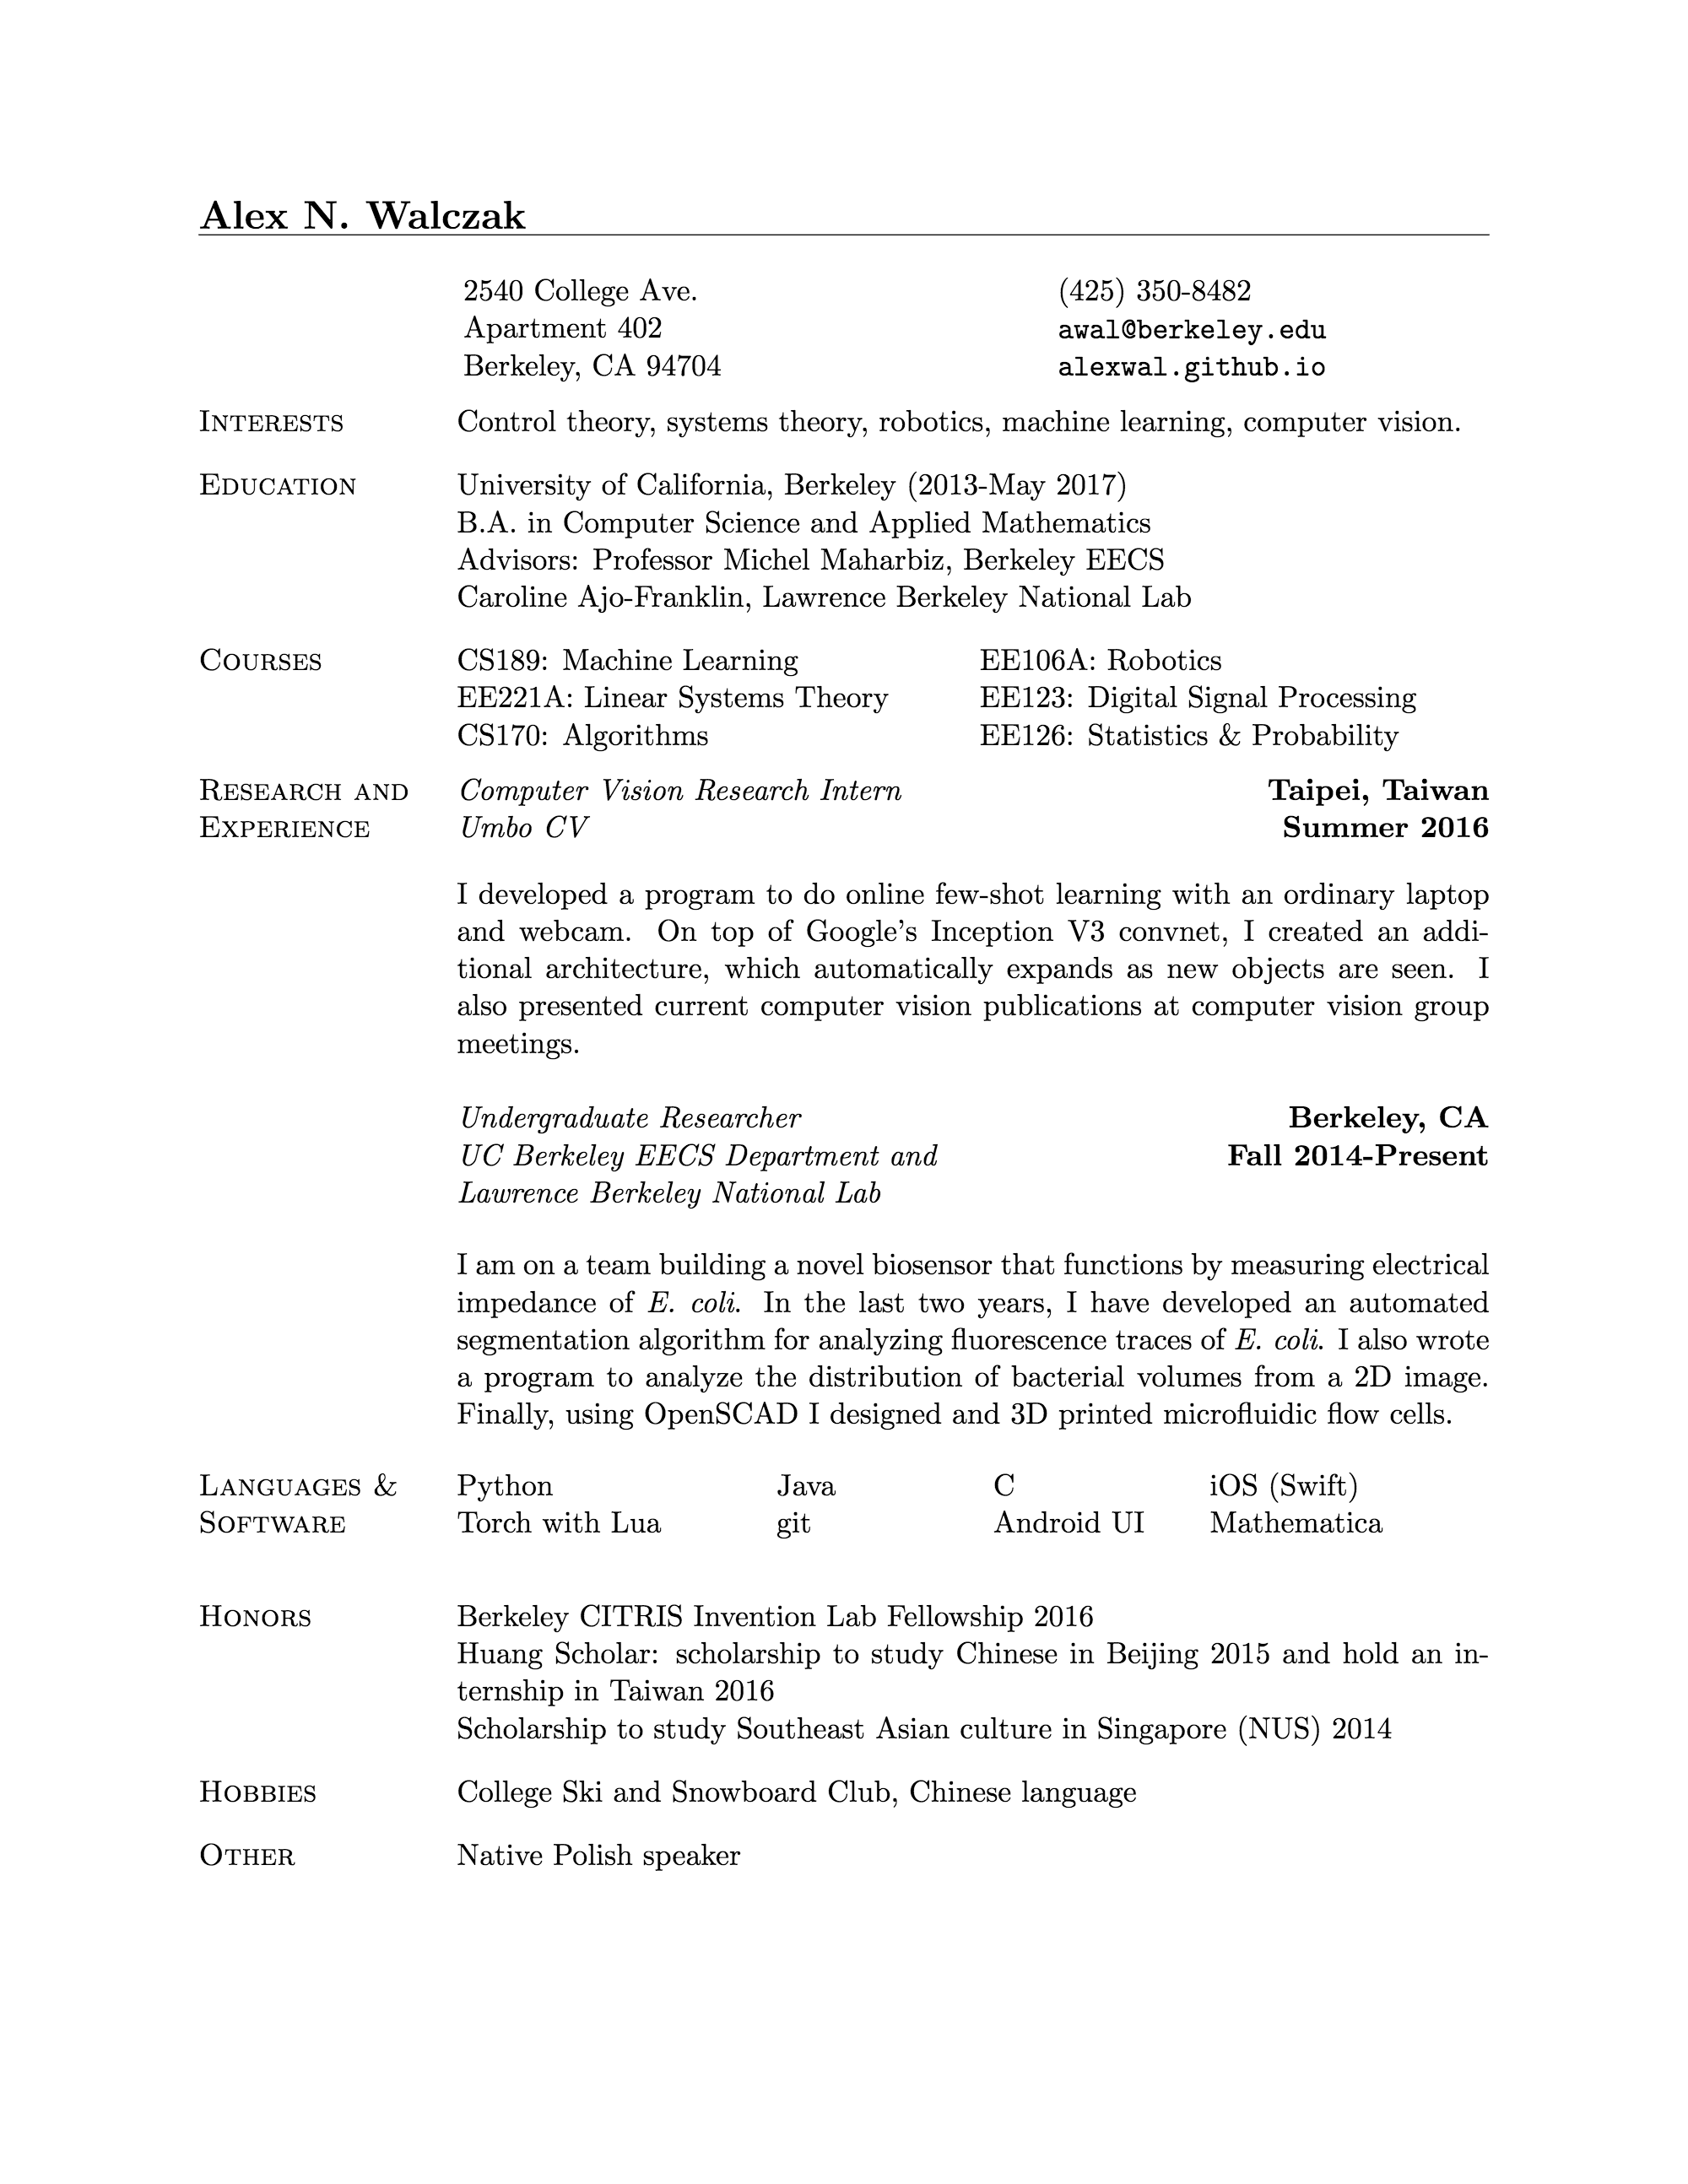 Alex N. Walczak
2540 College Ave. (425) 350-8482
Apartment 402 awal@berkeley.edu
Berkeley, CA 94704 alexwal.github.io
Interests Control theory, systems theory, robotics, machine learning, computer vision.
Education University of California, Berkeley (2013-May 2017)
B.A. in Computer Science and Applied Mathematics
Advisors: Professor Michel Maharbiz, Berkeley EECS
Caroline Ajo-Franklin, Lawrence Berkeley National Lab
Courses CS189: Machine Learning EE106A: Robotics
EE221A: Linear Systems Theory EE123: Digital Signal Processing
CS170: Algorithms EE126: Statistics & Probability
Research and Computer Vision Research Intern Taipei, Taiwan
Experience Umbo CV Summer 2016
I developed a program to do online few-shot learning with an ordinary laptop
and webcam. On top of Google's Inception V3 convnet, I created an addi-
tional architecture, which automatically expands as new objects are seen. I
also presented current computer vision publications at computer vision group
meetings.
Undergraduate Researcher Berkeley, CA
UC Berkeley EECS Department and Fall 2014-Present
Lawrence Berkeley National Lab
I am on a team building a novel biosensor that functions by measuring electrical
impedance of E. coli. In the last two years, I have developed an automated
segmentation algorithm for analyzing fluorescence traces of E. coli. I also wrote
a program to analyze the distribution of bacterial volumes from a 2D image.
Finally, using OpenSCAD I designed and 3D printed microfluidic flow cells.
Languages & Python Java C iOS (Swift)
Software Torch with Lua git Android UI Mathematica
Honors Berkeley CITRIS Invention Lab Fellowship 2016
Huang Scholar: scholarship to study Chinese in Beijing 2015 and hold an in-
ternship in Taiwan 2016
Scholarship to study Southeast Asian culture in Singapore (NUS) 2014
Hobbies College Ski and Snowboard Club, Chinese language
Other Native Polish speaker